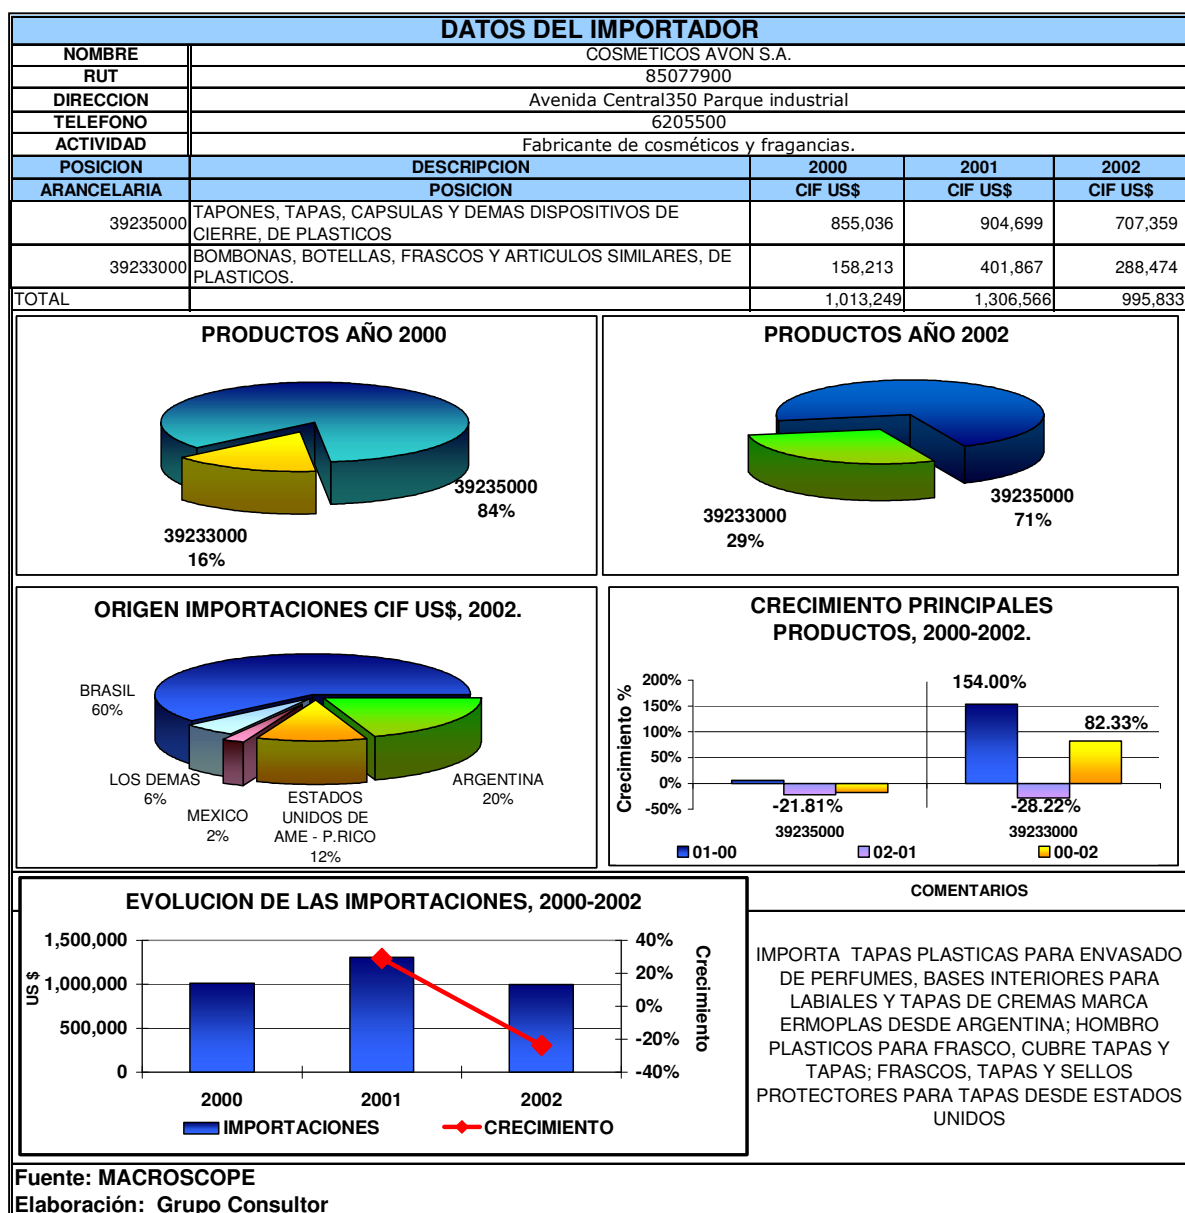 DATOS DEL IMPORTADOR
NOMBRE COSMETICOS AVON S.A.
RUT 85077900
DIRECCION Avenida Central350 Parque industrial
TELEFONO 6205500
ACTIVIDAD Fabricante de cosméticos y fragancias.
POSICION DESCRIPCION 2000 2001 2002
ARANCELARIA POSICION CIF US$ CIF US$ CIF US$
39235000 TAPONES, TAPAS, CAPSULAS Y DEMAS DISPOSITIVOS DE
CIERRE, DE PLASTICOS 855,036 904,699 707,359
39233000 BOMBONAS, BOTELLAS, FRASCOS Y ARTICULOS SIMILARES, DE
PLASTICOS. 158,213 401,867 288,474
TOTAL 1,013,249 1,306,566 995,833
PRODUCTOS AÑO 2000
39235000
84%
39233000
16%
PRODUCTOS AÑO 2002
39235000
71%
39233000
29%
ORIGEN IMPORTACIONES CIF US$, 2002.
BRASIL
60%
LOS DEMAS
6%
MEXICO
2%
ESTADOS
UNIDOS DE
AME - P.RICO
12%
ARGENTINA
20%
CRECIMIENTO PRINCIPALES
PRODUCTOS, 2000-2002.
Crecimiento %
200%
150%
100%
50%
0%
-50%
154.00%
82.33%
-21.81%
-28.22%
39235000
39233000
01-00 02-01 00-02
EVOLUCION DE LAS IMPORTACIONES, 2000-2002
US $
1,500,000
1,000,000
500,000
0
40%
20%
0%
-20%
-40%
Crecimiento
2000 2001 2002
IMPORTACIONES CRECIMIENTO
COMENTARIOS
IMPORTA TAPAS PLASTICAS PARA ENVASADO
DE PERFUMES, BASES INTERIORES PARA
LABIALES Y TAPAS DE CREMAS MARCA
ERMOPLAS DESDE ARGENTINA; HOMBRO
PLASTICOS PARA FRASCO, CUBRE TAPAS Y
TAPAS; FRASCOS, TAPAS Y SELLOS
PROTECTORES PARA TAPAS DESDE ESTADOS
UNIDOS
Fuente: MACROSCOPE
Elaboración: Grupo Consultor